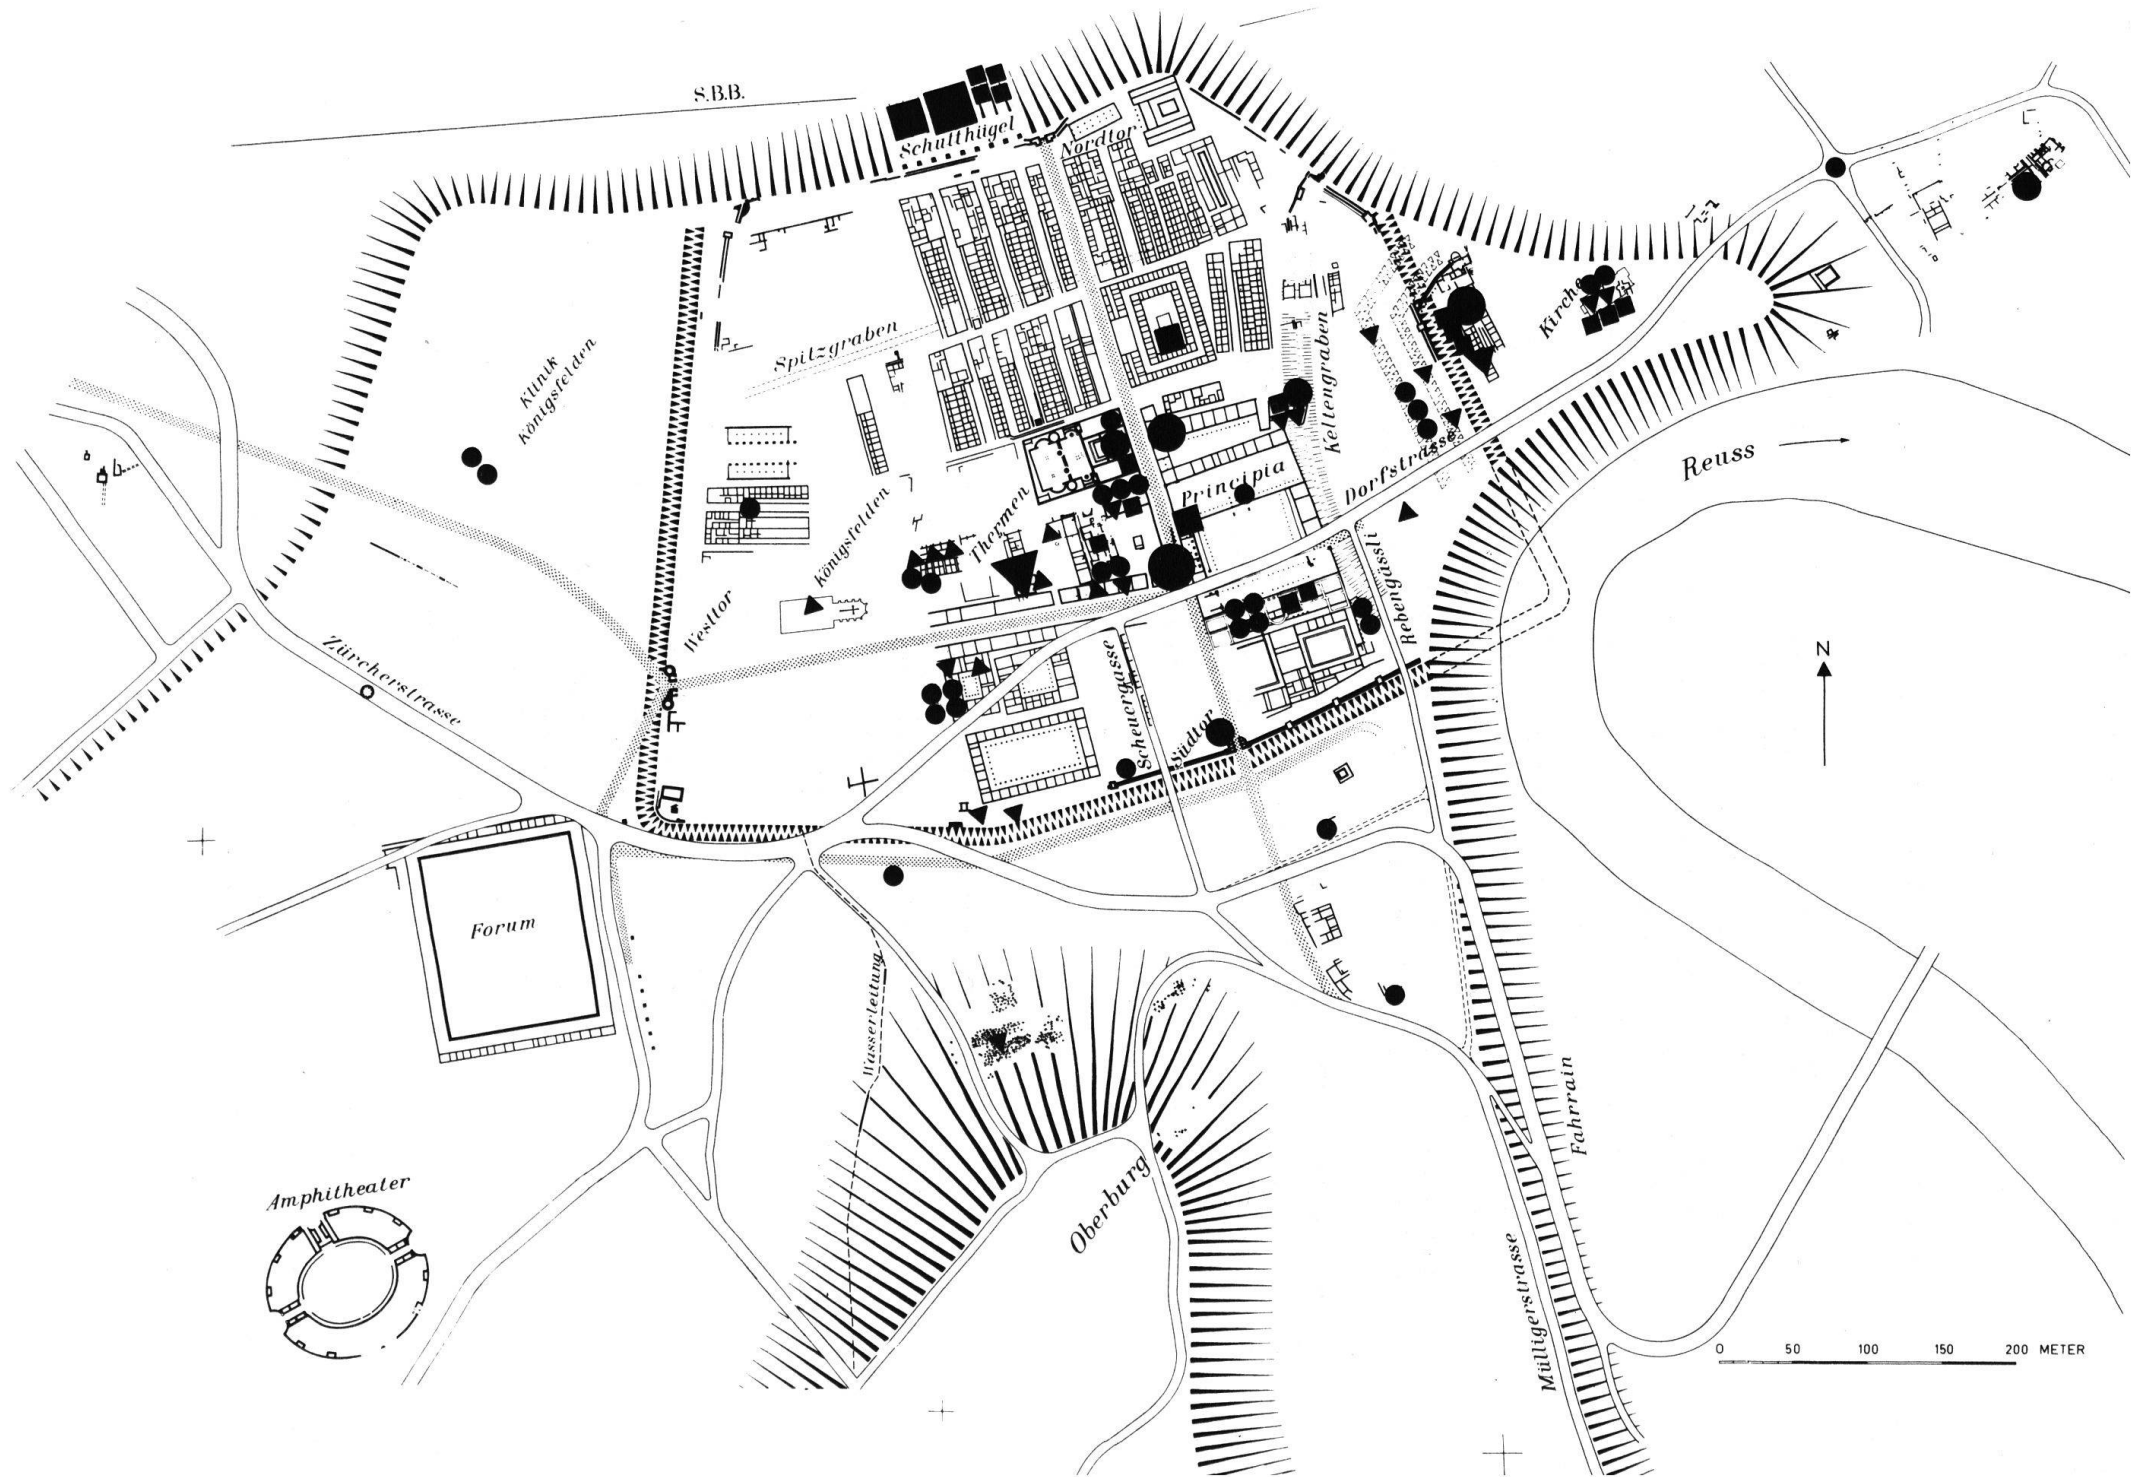 S.B.B.
Schutthügel
Nordtor
Kirche
Klinik
Königsfelden
Spitzgraben
Keltengraben
Reuss
Dorfstrasse
Principia
Thermen
Königsfelden
Westtor
Rebengässli
N
Zürcherstrasse
Scheuergasse
Südtor
Forum
Wasserleitung
Fahrrain
Amphitheater
Oberburg
Mülligerstrasse
0 50 100 150 200 METER